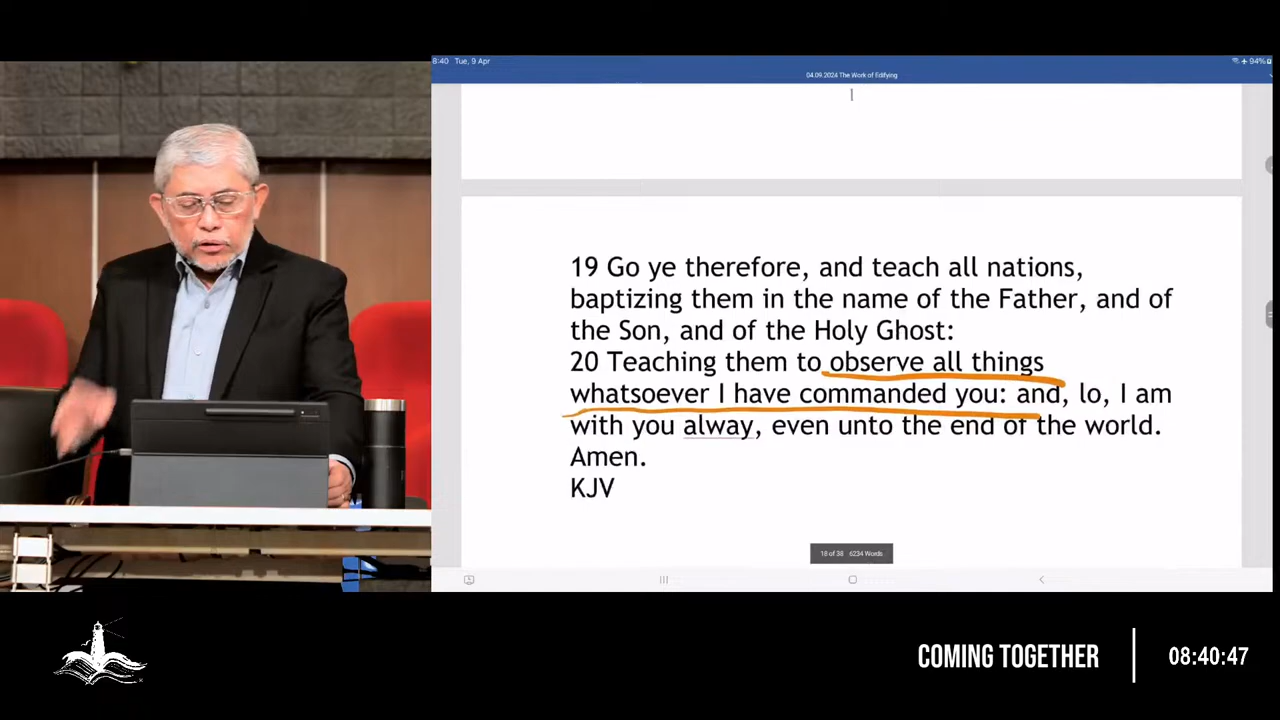 8:40 Tue, 9 Apr
94%
04.09.2024 The Work of Edifying
19 Go ye therefore, and teach all nations,
baptizing them in the name of the Father, and of
the Son, and of the Holy Ghost:
20 Teaching them to observe all things
whatsoever I have commanded you: and, lo, I am
with you alway, even unto the end of the world.
Amen.
KJV
18 of 38 6234 Words
COMING TOGETHER
08:40:47